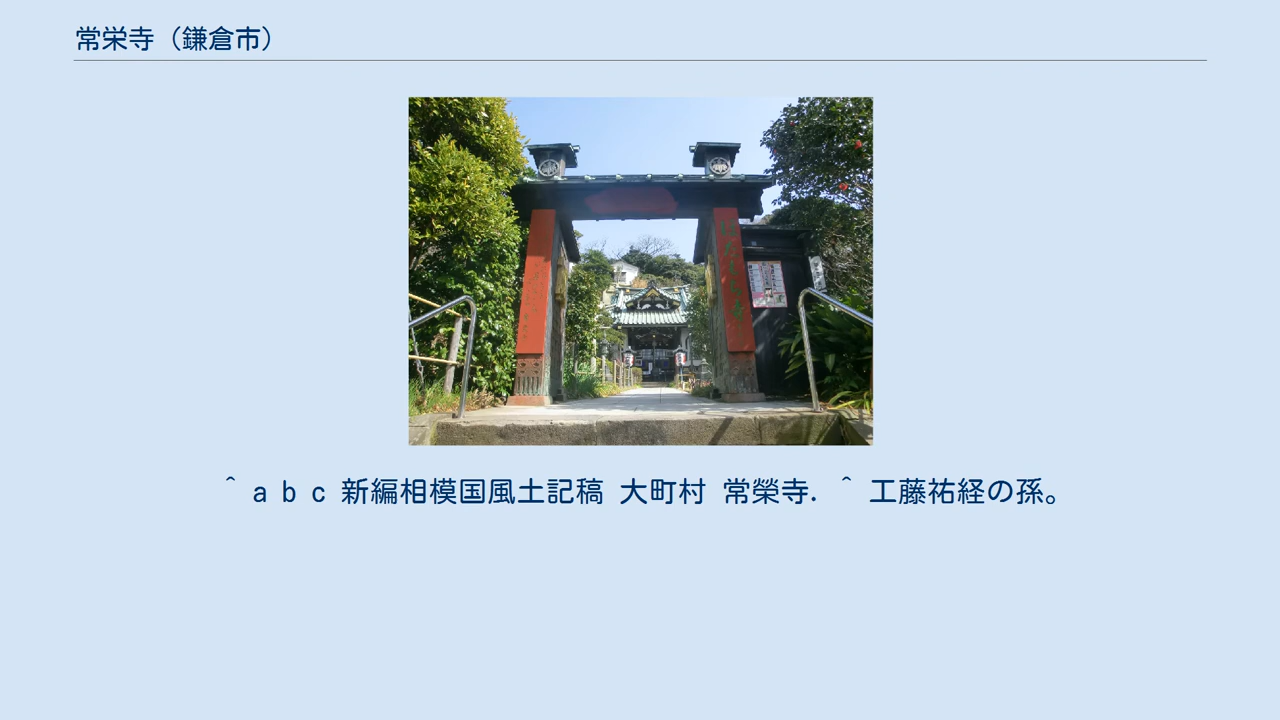 常栄寺（鎌倉市）
^ a b c 新編相模国風土記稿 大町村 常榮寺. ^ 工藤祐経の孫。